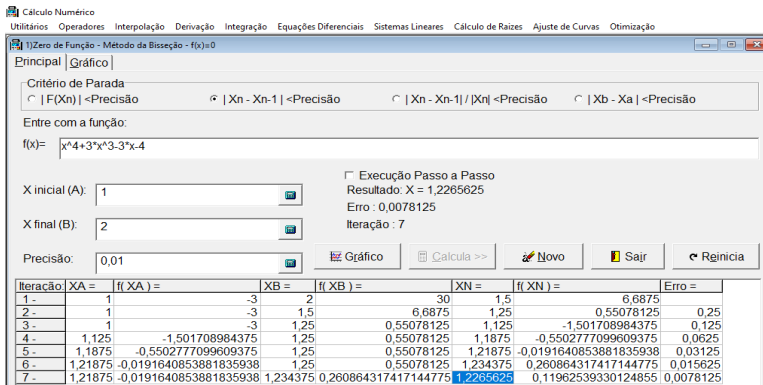 Cálculo Numérico
Utilitários Operadores Interpolação Derivação Integração Equações Diferenciais Sistemas Lineares Cálculo de Raizes Ajuste de Curvas Otimização
1)Zero de Função - Método da Bisseção - f(x)=0
Principal Gráfico
Critério de Parada
| F(Xn) | <Precisão | Xn - Xn-1 | <Precisão | Xn - Xn-1| / |Xn| <Precisão | Xb - Xa | <Precisão
Entre com a função:
f(x)= x^4+3*x^3-3*x-4
Execução Passo a Passo
X inicial (A): 1 Resultado: X = 1,2265625
Erro : 0,0078125
X final (B): 2 Iteração : 7
Precisão: 0,01 Gráfico Calcula >> Novo Sair Reinicia
Iteração: XA = f( XA ) = XB = f( XB ) = XN = f( XN ) = Erro =
1 - 1 -3 2 30 1,5 6,6875
2 - 1 -3 1,5 6,6875 1,25 0,55078125 0,25
3 - 1 -3 1,25 0,55078125 1,125 -1,501708984375 0,125
4 - 1,125 -1,501708984375 1,25 0,55078125 1,1875 -0,5502777099609375 0,0625
5 - 1,1875 -0,5502777099609375 1,25 0,55078125 1,21875 -0,0191640853881835938 0,03125
6 - 1,21875 -0,0191640853881835938 1,25 0,55078125 1,234375 0,260864317417144775 0,015625
7 - 1,21875 -0,0191640853881835938 1,234375 0,260864317417144775 1,2265625 0,11962539330124855 0,0078125